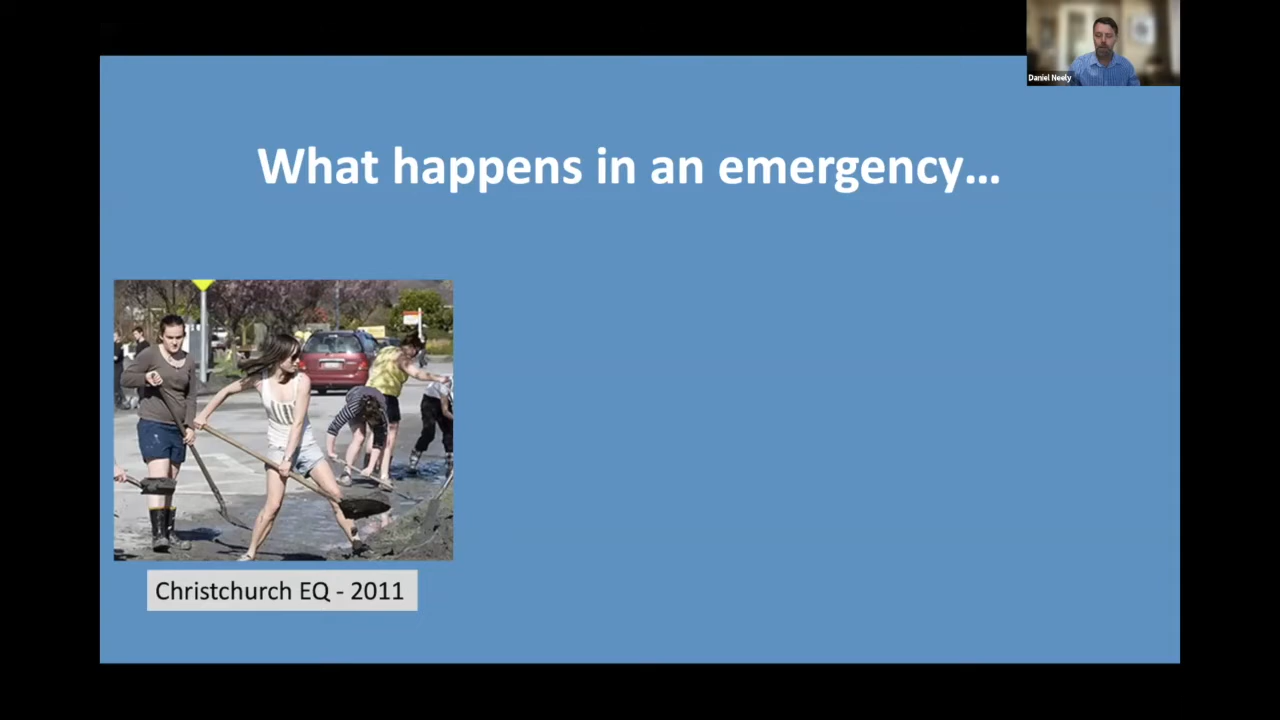 Daniel Neely
What happens in an emergency...
Christchurch EQ - 2011